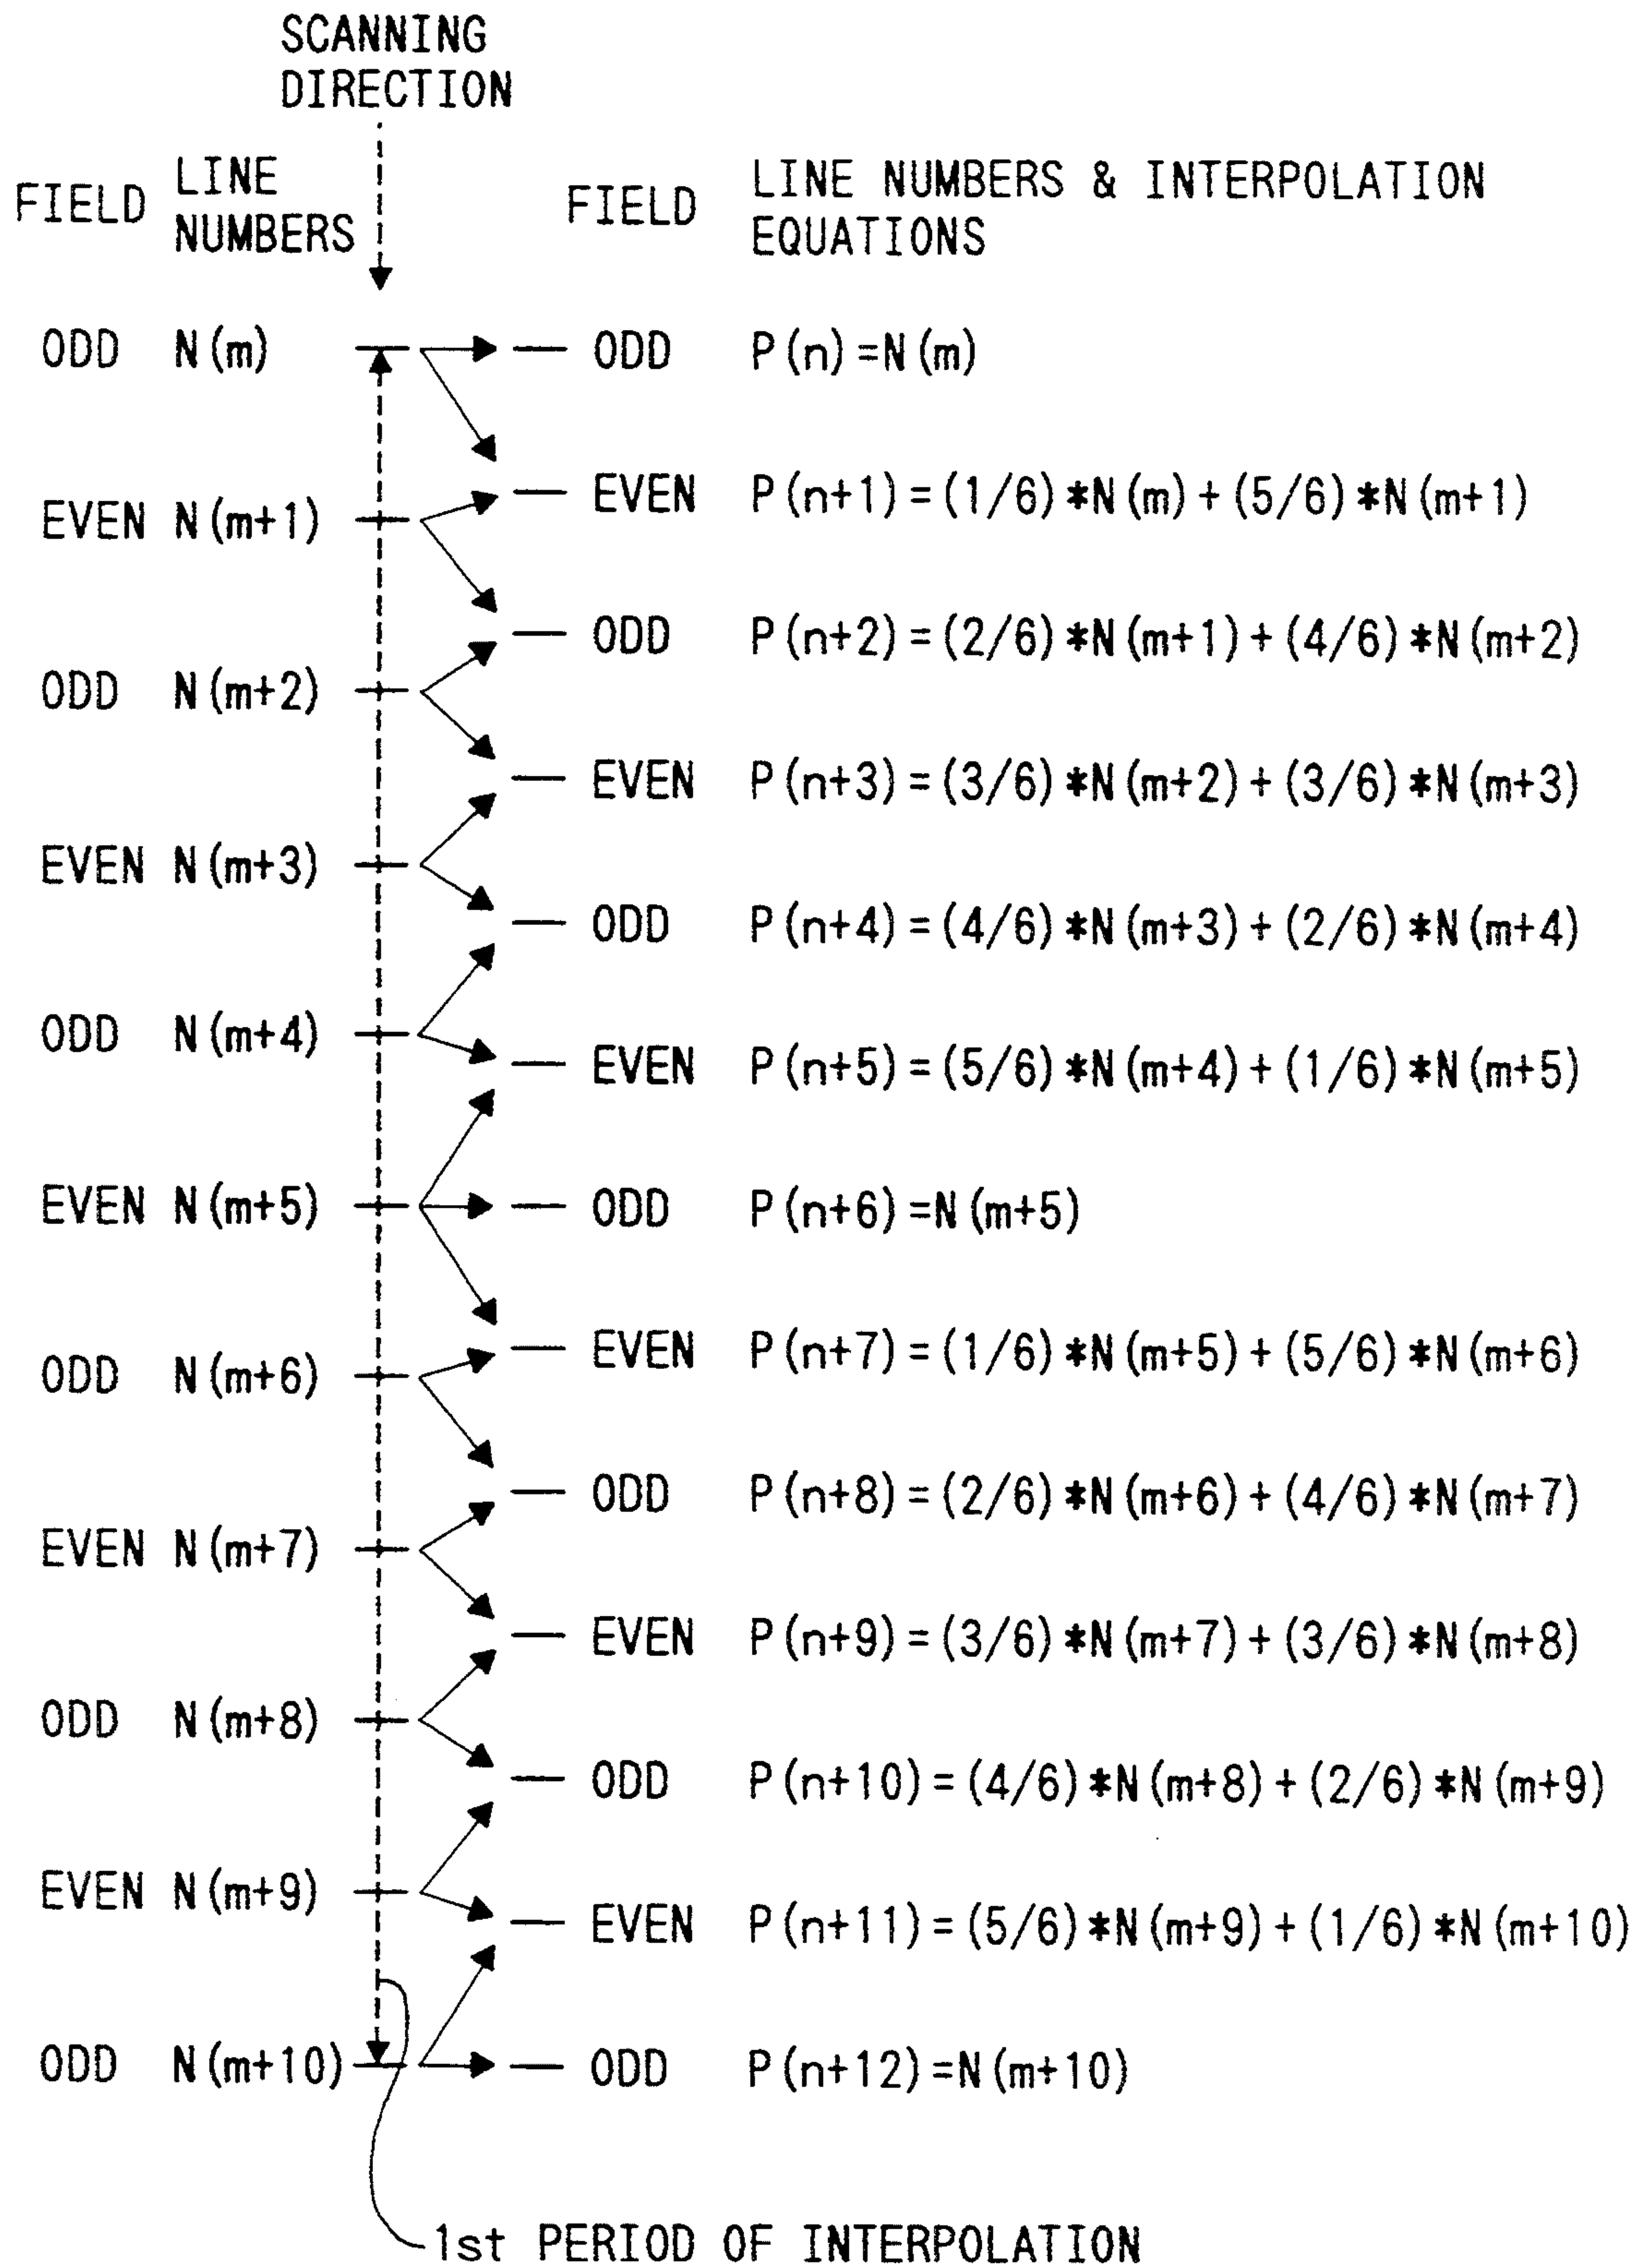 SCANNING
DIRECTION
FIELD LINE NUMBERS FIELD LINE NUMBERS & INTERPOLATION EQUATIONS
ODD N(m) ODD P(n)=N(m)
EVEN P(n+1)=(1/6)*N(m)+(5/6)*N(m+1)
EVEN N(m+1)
ODD P(n+2)=(2/6)*N(m+1)+(4/6)*N(m+2)
ODD N(m+2)
EVEN P(n+3)=(3/6)*N(m+2)+(3/6)*N(m+3)
EVEN N(m+3)
ODD P(n+4)=(4/6)*N(m+3)+(2/6)*N(m+4)
ODD N(m+4)
EVEN P(n+5)=(5/6)*N(m+4)+(1/6)*N(m+5)
EVEN N(m+5) ODD P(n+6)=N(m+5)
EVEN P(n+7)=(1/6)*N(m+5)+(5/6)*N(m+6)
ODD N(m+6)
ODD P(n+8)=(2/6)*N(m+6)+(4/6)*N(m+7)
EVEN N(m+7)
EVEN P(n+9)=(3/6)*N(m+7)+(3/6)*N(m+8)
ODD N(m+8)
ODD P(n+10)=(4/6)*N(m+8)+(2/6)*N(m+9)
EVEN N(m+9)
EVEN P(n+11)=(5/6)*N(m+9)+(1/6)*N(m+10)
ODD N(m+10) ODD P(n+12)=N(m+10)
1st PERIOD OF INTERPOLATION